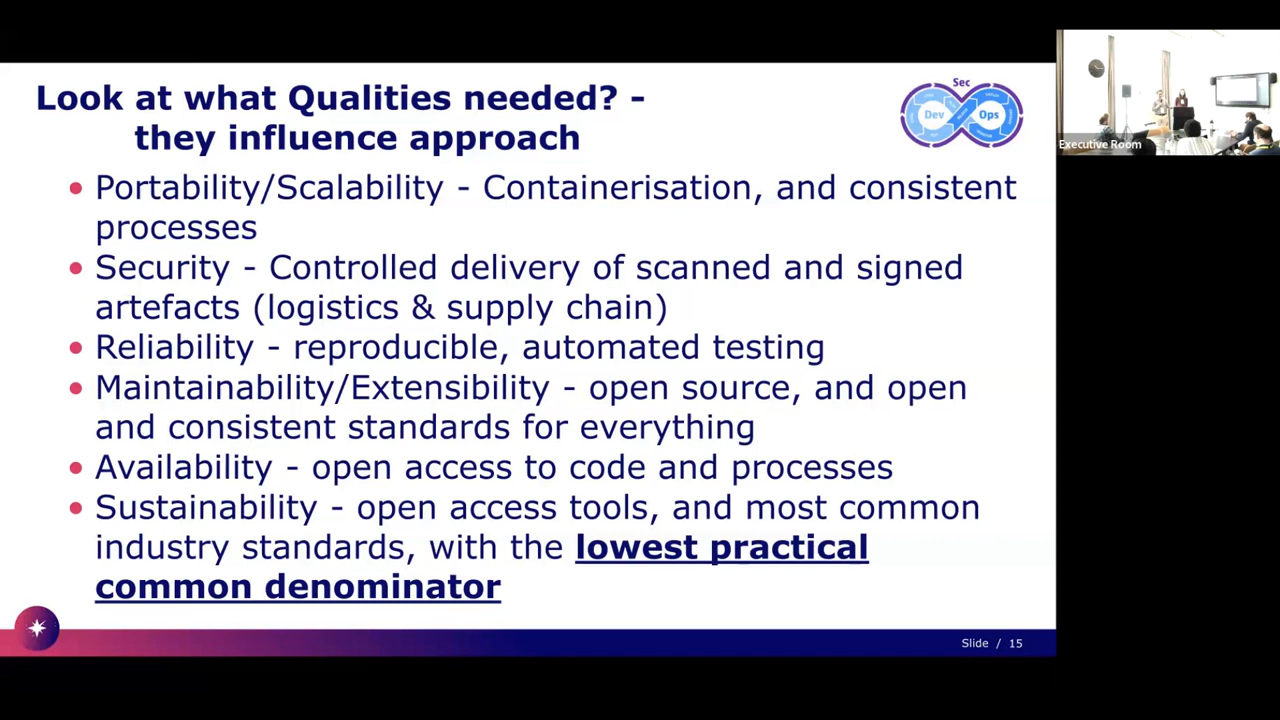 Look at what Qualities needed? -
they influence approach
Sec
Dev
Ops
• Portability/Scalability - Containerisation, and consistent
processes
• Security - Controlled delivery of scanned and signed
artefacts (logistics & supply chain)
• Reliability - reproducible, automated testing
• Maintainability/Extensibility - open source, and open
and consistent standards for everything
• Availability - open access to code and processes
• Sustainability - open access tools, and most common
industry standards, with the lowest practical
common denominator
Slide / 15
Executive Room